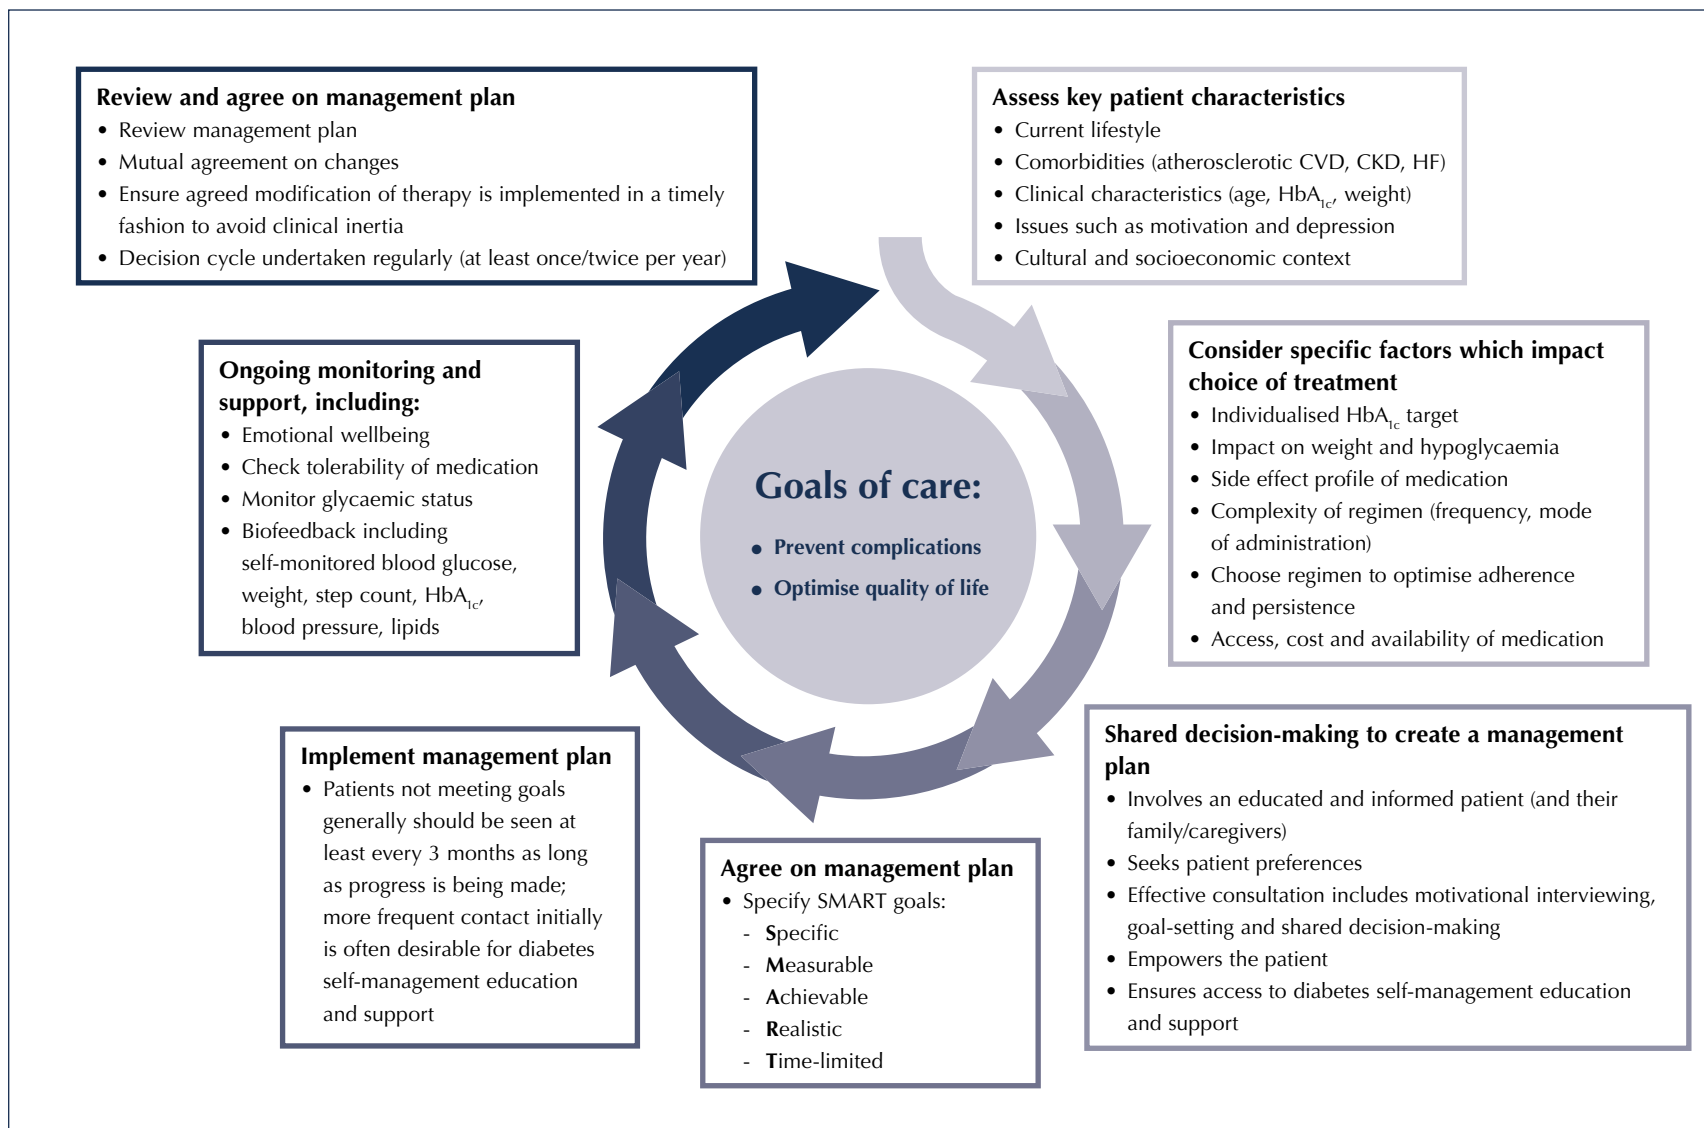 Review and agree on management plan
• Review management plan
• Mutual agreement on changes
• Ensure agreed modification of therapy is implemented in a timely
fashion to avoid clinical inertia
• Decision cycle undertaken regularly (at least once/twice per year)
Assess key patient characteristics
• Current lifestyle
• Comorbidities (atherosclerotic CVD, CKD, HF)
• Clinical characteristics (age, HbA1c, weight)
• Issues such as motivation and depression
• Cultural and socioeconomic context
Consider specific factors which impact
choice of treatment
• Individualised HbA1c target
• Impact on weight and hypoglycaemia
• Side effect profile of medication
• Complexity of regimen (frequency, mode
of administration)
• Choose regimen to optimise adherence
and persistence
• Access, cost and availability of medication
Shared decision-making to create a management
plan
• Involves an educated and informed patient (and their
family/caregivers)
• Seeks patient preferences
• Effective consultation includes motivational interviewing,
goal-setting and shared decision-making
• Empowers the patient
• Ensures access to diabetes self-management education
and support
Agree on management plan
• Specify SMART goals:
- Specific
- Measurable
- Achievable
- Realistic
- Time-limited
Implement management plan
• Patients not meeting goals
generally should be seen at
least every 3 months as long
as progress is being made;
more frequent contact initially
is often desirable for diabetes
self-management education
and support
Ongoing monitoring and
support, including:
• Emotional wellbeing
• Check tolerability of medication
• Monitor glycaemic status
• Biofeedback including
self-monitored blood glucose,
weight, step count, HbA1c,
blood pressure, lipids
Goals of care:
• Prevent complications
• Optimise quality of life